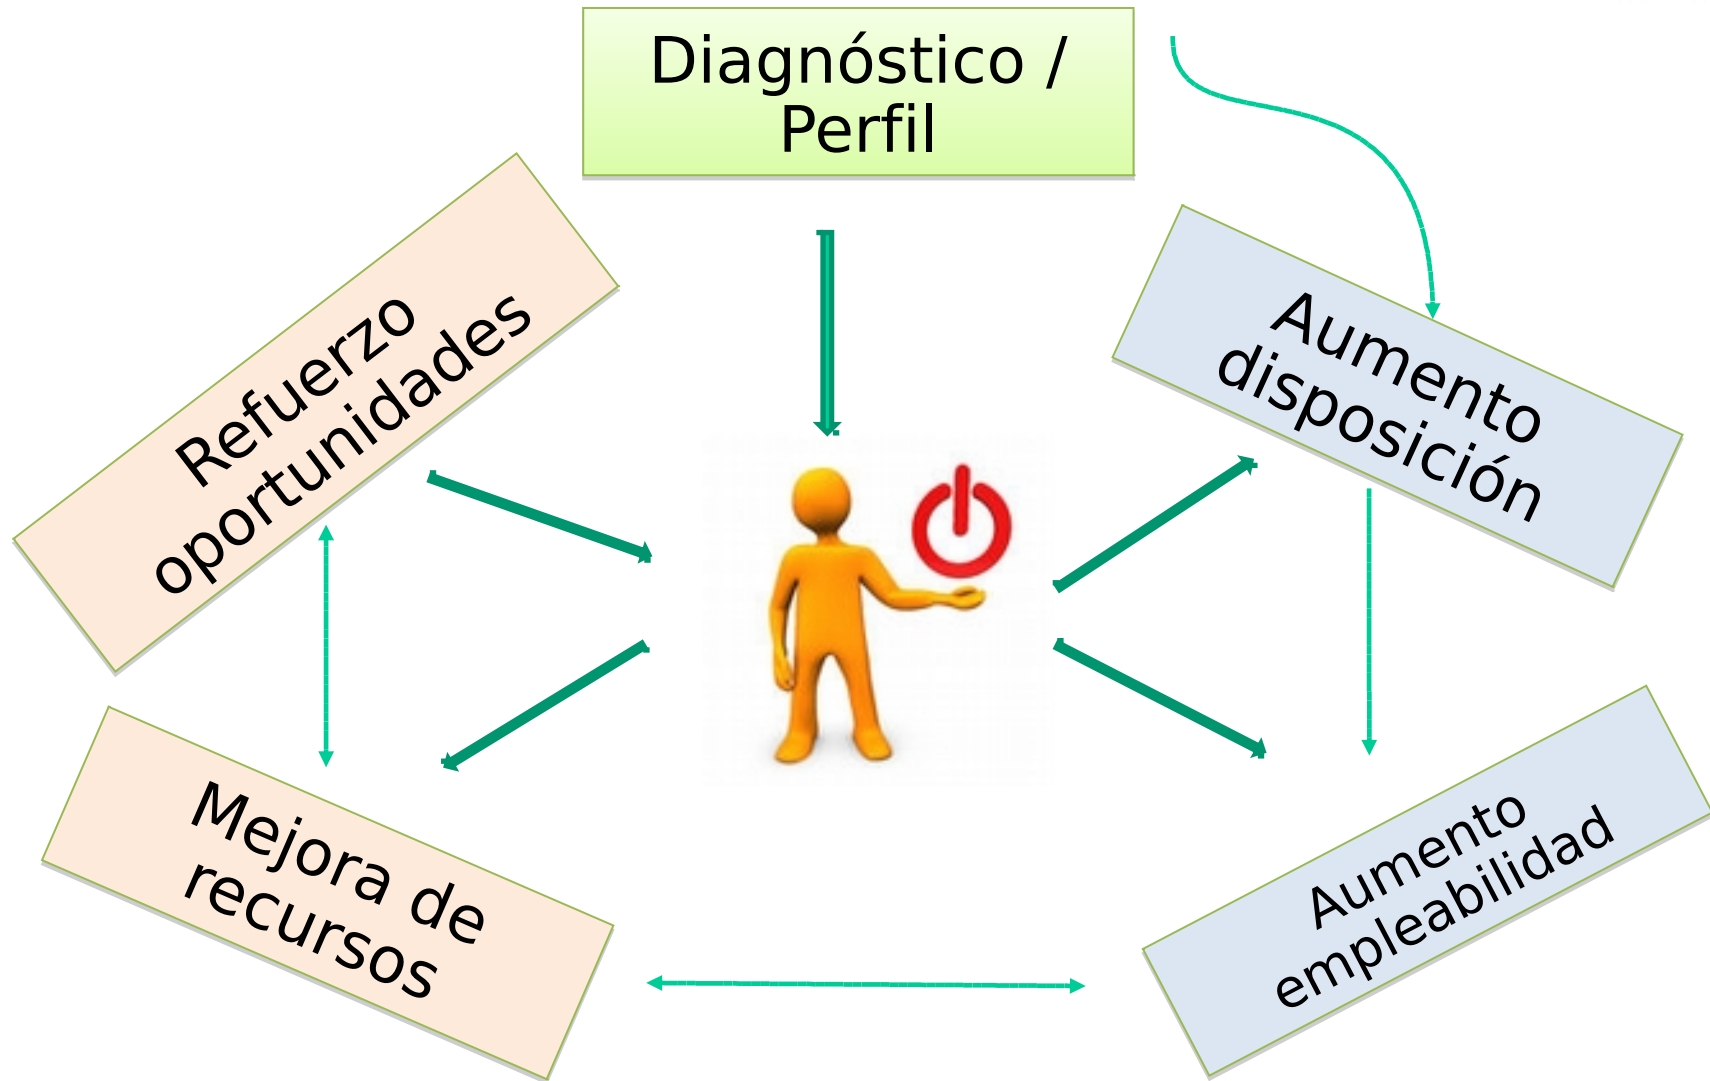 Diagnóstico /
Perfil
Refuerzo
oportunidades
Aumento
disposición
Mejora de
recursos
Aumento
empleabilidad